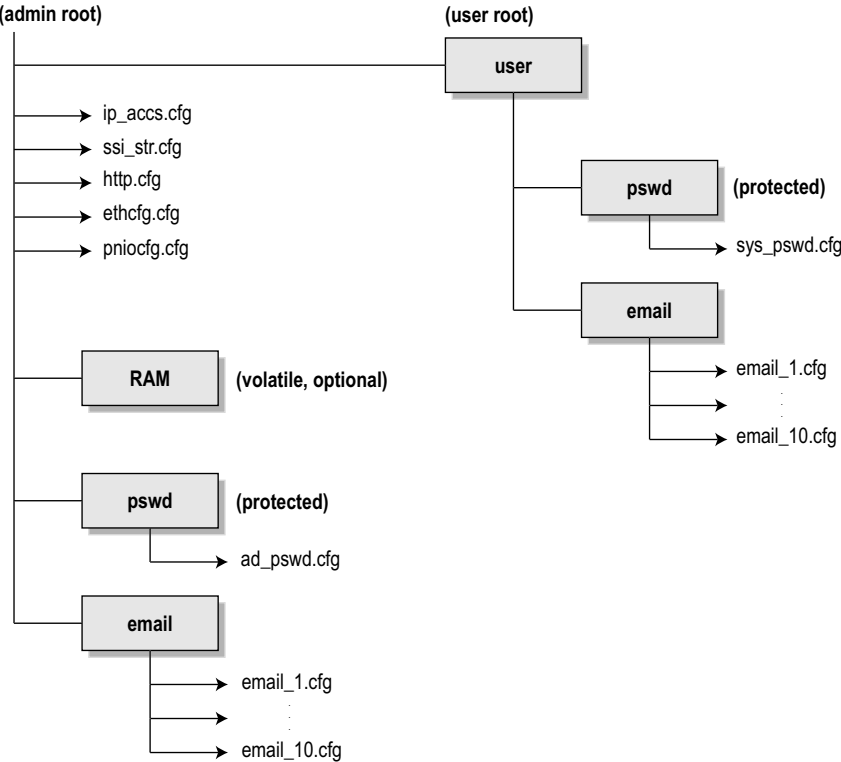 (admin root)
(user root)
user
ip_accs.cfg
ssi_str.cfg
http.cfg
ethcfg.cfg
pniocfg.cfg
pswd
(protected)
sys_pswd.cfg
email
email_1.cfg
email_10.cfg
RAM
(volatile, optional)
pswd
(protected)
ad_pswd.cfg
email
email_1.cfg
email_10.cfg